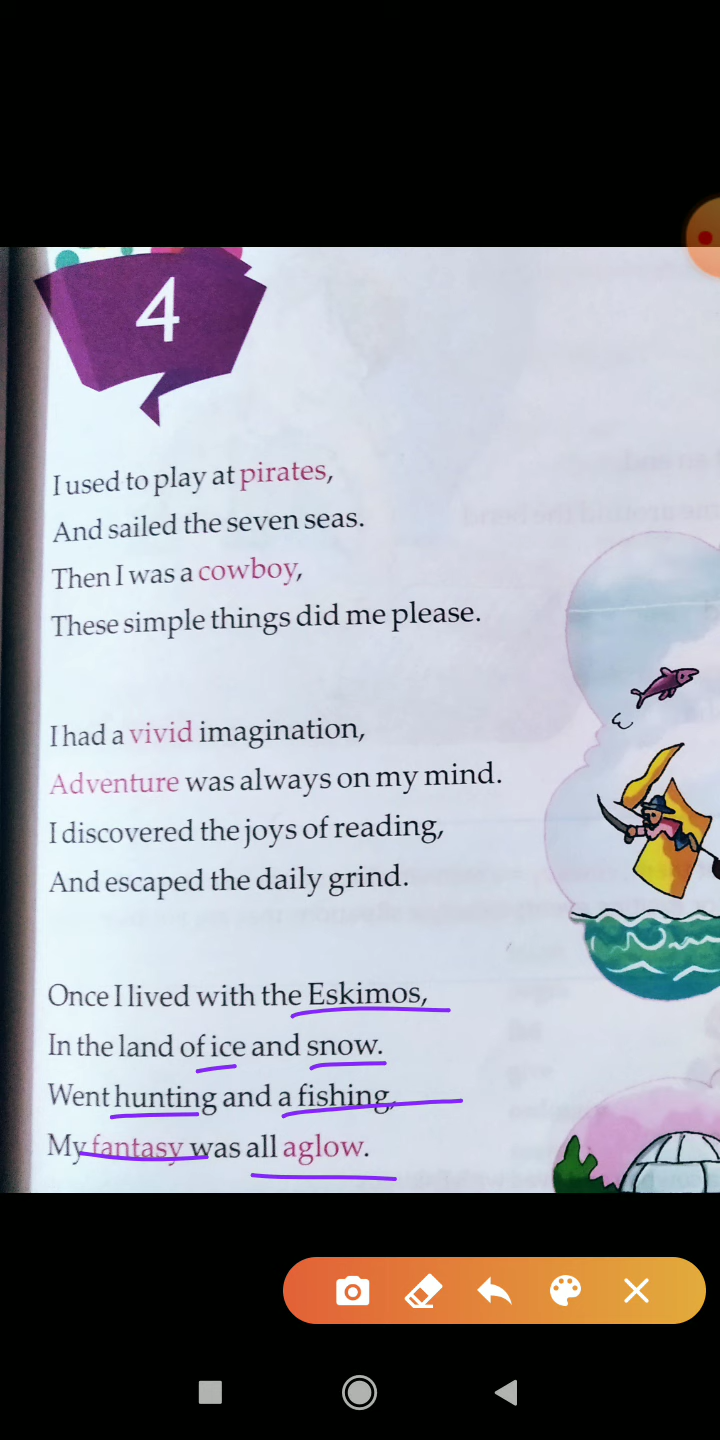 4
I used to play at pirates,
And sailed the seven seas.
Then I was a cowboy,
These simple things did me please.
I had a vivid imagination,
Adventure was always on my mind.
I discovered the joys of reading,
And escaped the daily grind.
Once I lived with the Eskimos,
In the land of ice and snow.
Went hunting and a fishing,
My fantasy was all aglow.